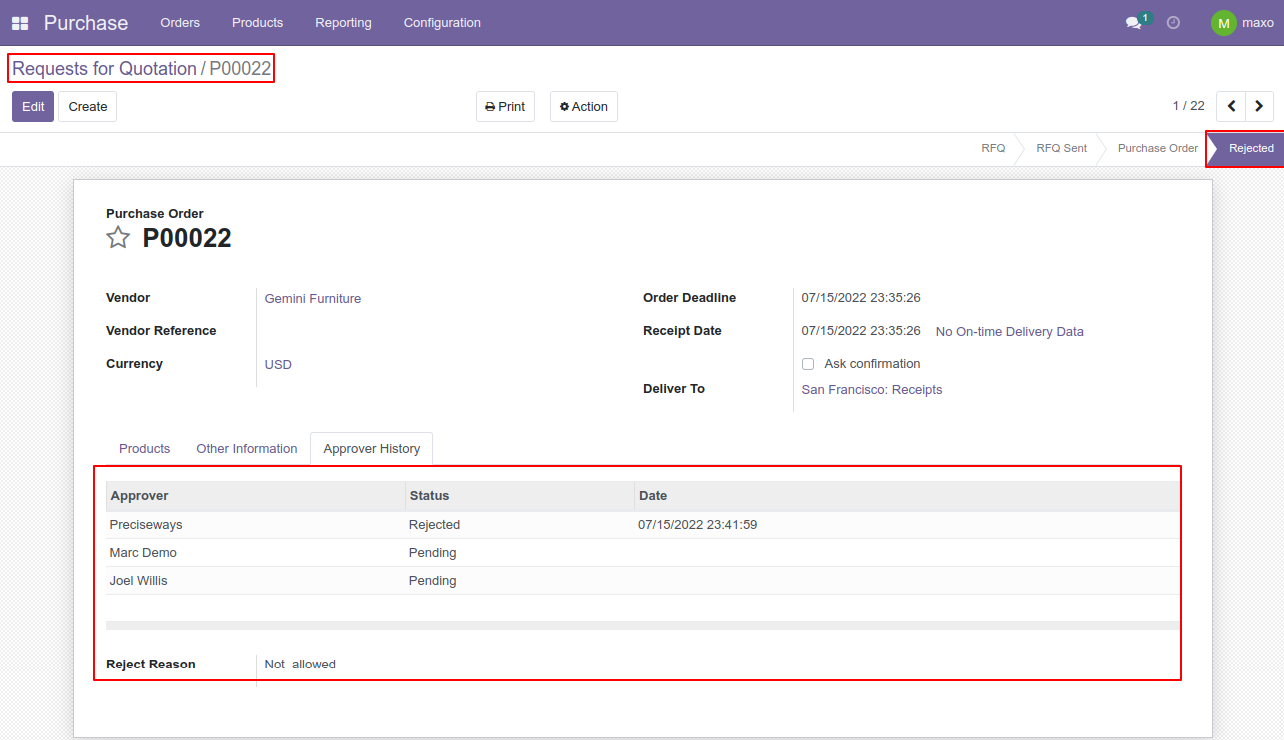 Purchase Orders Products Reporting Configuration 1 M maxo
Requests for Quotation / P00022
Edit Create Print Action 1 / 22
RFQ RFQ Sent Purchase Order Rejected
Purchase Order
P00022
Vendor Gemini Furniture Order Deadline 07/15/2022 23:35:26
Vendor Reference Receipt Date 07/15/2022 23:35:26 No On-time Delivery Data
Currency USD Ask confirmation
Deliver To San Francisco: Receipts
Products Other Information Approver History
Approver Status Date
Preciseways Rejected 07/15/2022 23:41:59
Marc Demo Pending
Joel Willis Pending
Reject Reason Not allowed